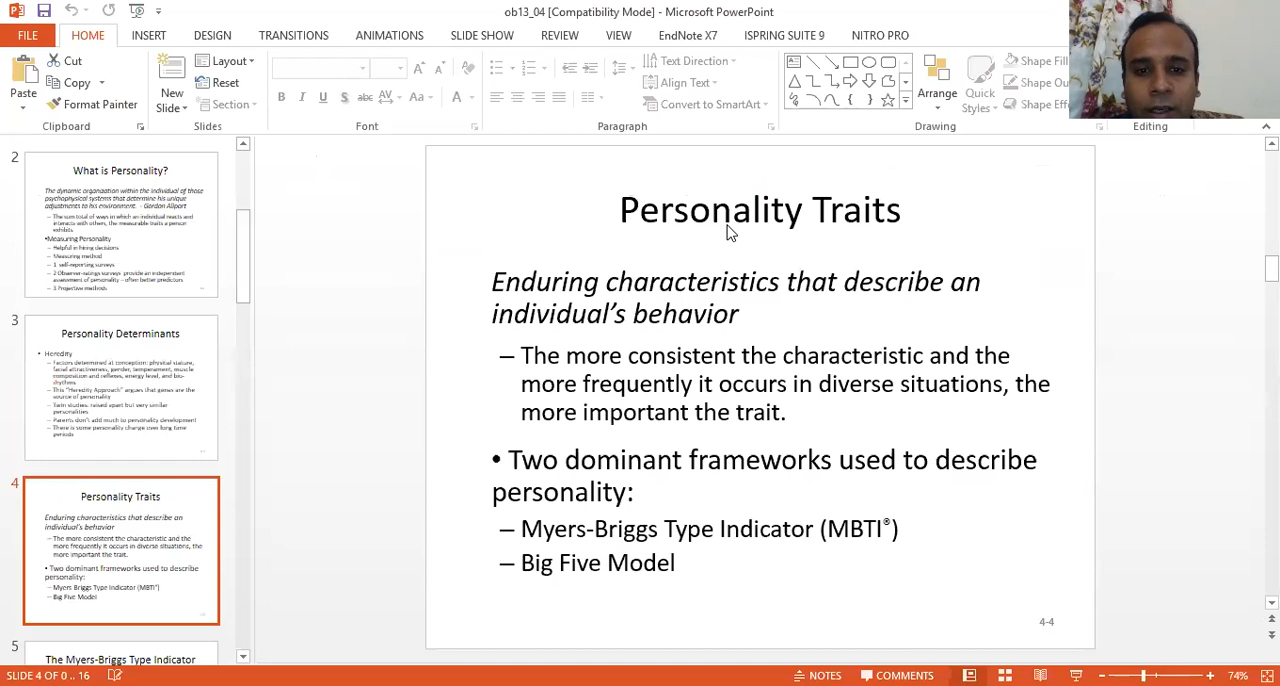 ob13_04 [Compatibility Mode] - Microsoft PowerPoint
FILE HOME INSERT DESIGN TRANSITIONS ANIMATIONS SLIDE SHOW REVIEW VIEW EndNote X7 ISPRING SUITE 9 NITRO PRO
Paste
Cut
Copy
Format Painter
Clipboard
New
Slide
Layout
Reset
Section
Slides
B I U S abc AV Aa A
Font
Text Direction
Align Text
Convert to SmartArt
Paragraph
Arrange
Quick
Styles
Shape Fill
Shape Ou
Shape Effe
Drawing
Editing
2
What is Personality?
The dynamic organization within the individual of those
psychophysical systems that determine his unique
adjustments to his environment. - Gordon Allport
– The sum total of ways in which an individual reacts and
interacts with others, the measurable traits a person
exhibits
•Measuring Personality
– Helpful in hiring decisions
– Measuring method
– 1 self-reporting surveys
– 2 Observer-ratings surveys provide an independent
assessment of personality – often better predictors
– 3 Projective methods
3
Personality Determinants
• Heredity
– Factors determined at conception: physical stature,
facial attractiveness, gender, temperament, muscle
composition and reflexes, energy level, and bio-
rhythms
– This "Heredity Approach" argues that genes are the
source of personality
– Twin studies: raised apart but very similar
personalities
– Parents don't add much to personality development
– There is some personality change over long time
periods
4
Personality Traits
Enduring characteristics that describe an
individual's behavior
– The more consistent the characteristic and the
more frequently it occurs in diverse situations, the
more important the trait.
• Two dominant frameworks used to describe
personality:
– Myers-Briggs Type Indicator (MBTI®)
– Big Five Model
5
The Myers-Briggs Type Indicator
Personality Traits
Enduring characteristics that describe an
individual's behavior
– The more consistent the characteristic and the
more frequently it occurs in diverse situations, the
more important the trait.
• Two dominant frameworks used to describe
personality:
– Myers-Briggs Type Indicator (MBTI®)
– Big Five Model
4-4
SLIDE 4 OF 0 .. 16
NOTES
COMMENTS
74%